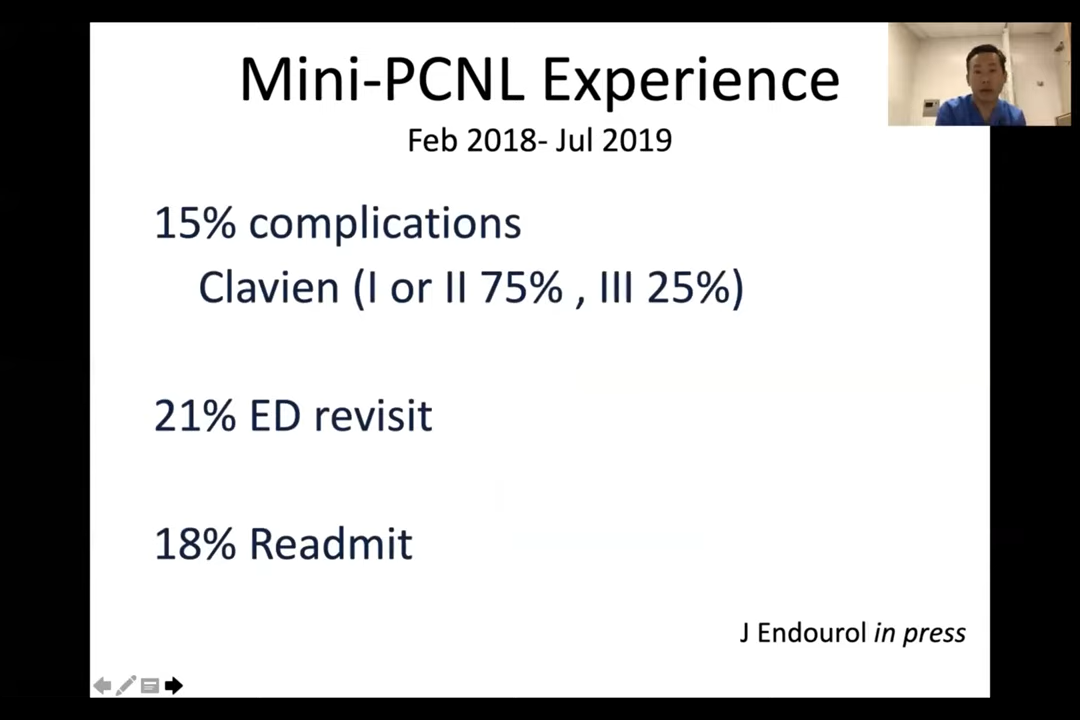 Mini-PCNL Experience
Feb 2018- Jul 2019
15% complications
Clavien (I or II 75% , III 25%)
21% ED revisit
18% Readmit
J Endourol in press